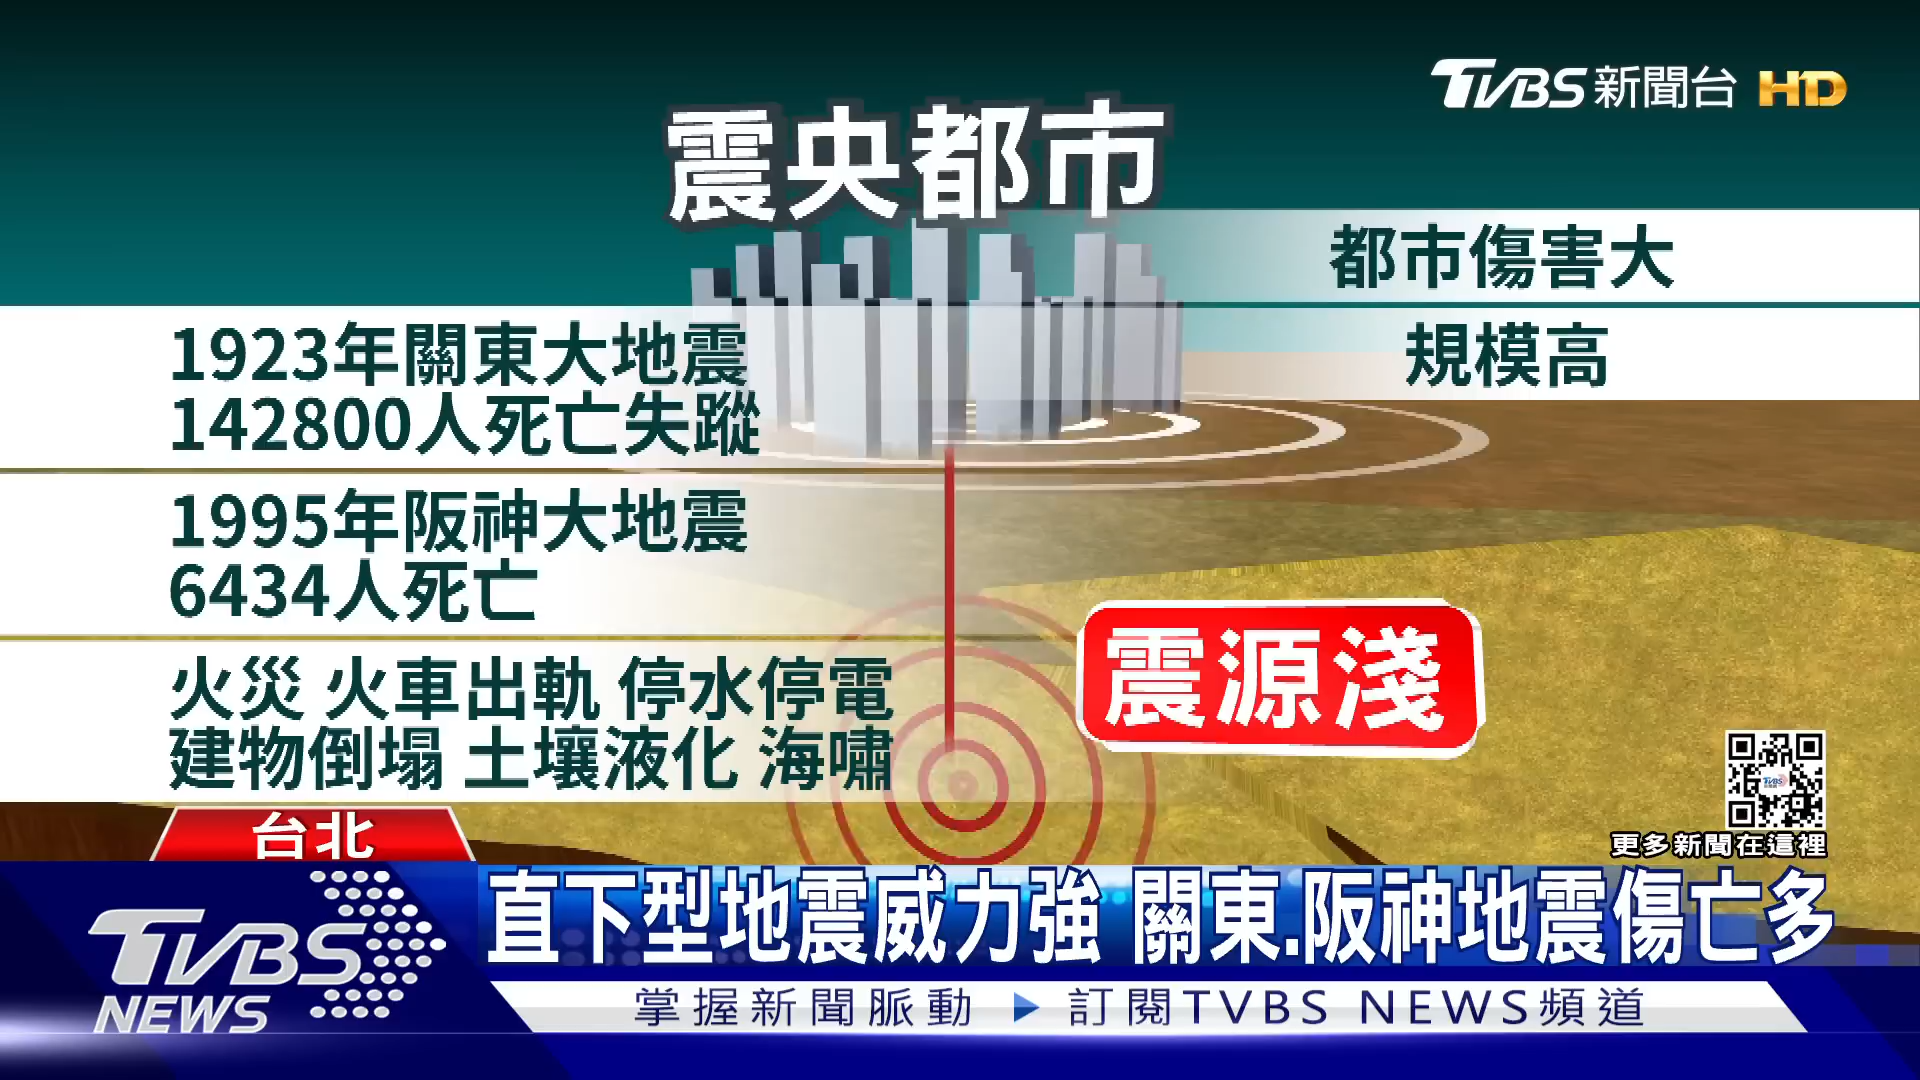 TVBS新聞台 HD
震央都市
都市傷害大
規模高
1923年關東大地震
142800人死亡失蹤
1995年阪神大地震
6434人死亡
火災 火車出軌 停水停電
建物倒塌 土壤液化 海嘯
震源淺
更多新聞在這裡
台北
直下型地震威力強 關東.阪神地震傷亡多
TVBS
NEWS
掌握新聞脈動 ▶ 訂閱TVBS NEWS頻道